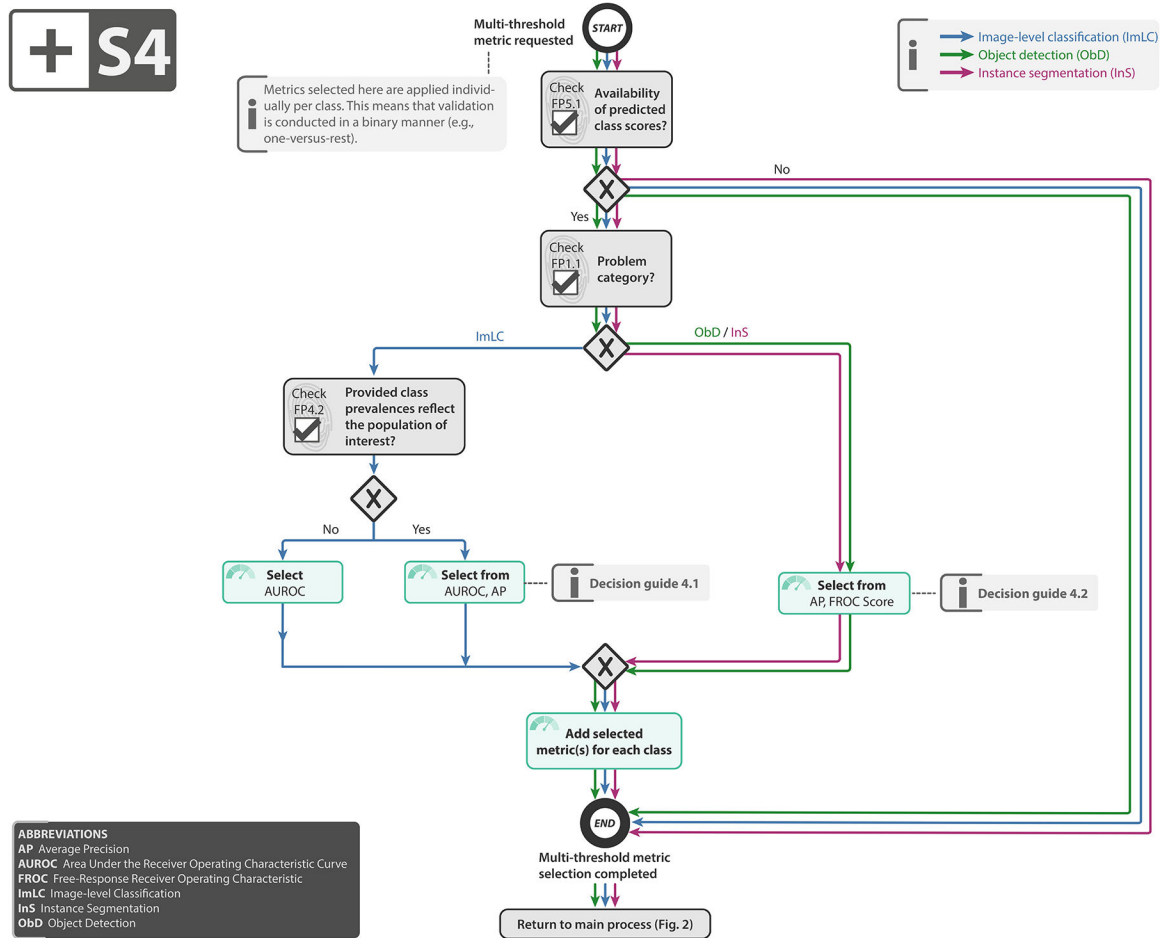 + S4
Multi-threshold
metric requested
START
Metrics selected here are applied individ-
ually per class. This means that validation
is conducted in a binary manner (e.g.,
one-versus-rest).
i
Image-level classification (ImLC)
Object detection (ObD)
Instance segmentation (InS)
i
Check
FP5.1
Availability
of predicted
class scores?
X
No
Yes
Check
FP1.1
Problem
category?
X
ImLC
ObD / InS
Check
FP4.2
Provided class
prevalences reflect
the population of
interest?
X
No
Yes
Select
AUROC
Select from
AUROC, AP
i
Decision guide 4.1
Select from
AP, FROC Score
i
Decision guide 4.2
X
Add selected
metric(s) for each class
END
Multi-threshold metric
selection completed
Return to main process (Fig. 2)
ABBREVIATIONS
AP Average Precision
AUROC Area Under the Receiver Operating Characteristic Curve
FROC Free-Response Receiver Operating Characteristic
ImLC Image-level Classification
InS Instance Segmentation
ObD Object Detection